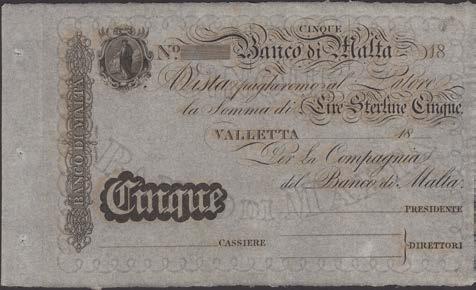 CINQUE
No. Banco di Malta 18
A Vista pagheremo al Latore
la Somma di Lire Sterline Cinque.
VALLETTA 18
Per La Compagnia
del Banco di Malta.
Cinque
PRESIDENTE
CASSIERE
DIRETTORI
BANCO DI MALTA